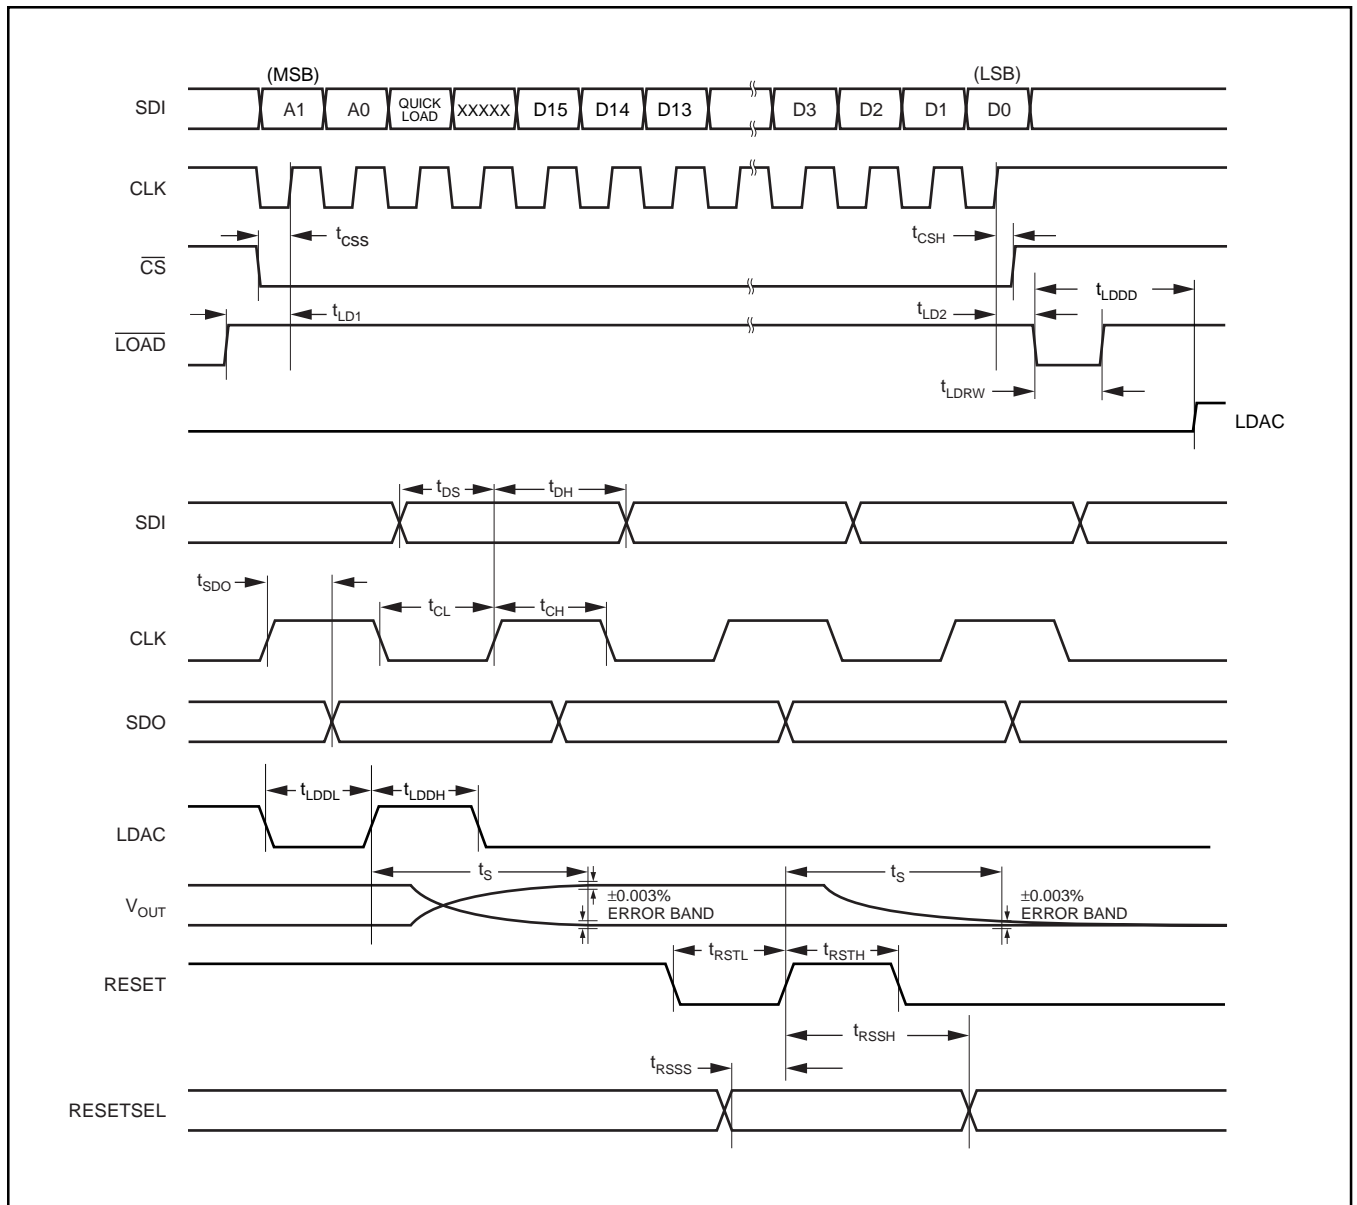 (MSB) (LSB)
SDI A1 A0 QUICK LOAD XXXXX D15 D14 D13 D3 D2 D1 D0
CLK
tCSS tCSH
CS
tLD1 tLD2 tLDDD
LOAD
tLDRW
LDAC
tDS tDH
SDI
tSDO
tCL tCH
CLK
SDO
tLDDL tLDDH
LDAC
tS tS
VOUT ±0.003% ±0.003%
ERROR BAND ERROR BAND
tRSTL tRSTH
RESET
tRSSH
tRSSS
RESETSEL